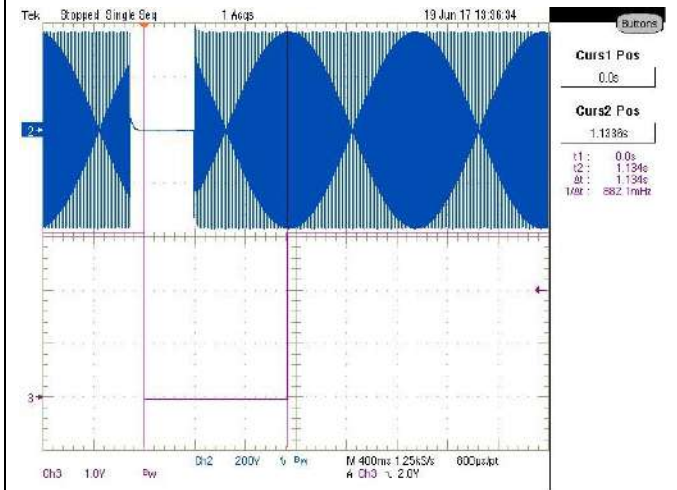 Tek Stopped Single Seq 1 Acqs 19 Jun 17 13:36:34
Buttons
Curs1 Pos
0.0s
Curs2 Pos
1.1336s
t1: 0.0s
t2: 1.134s
Δt: 1.134s
1/Δt: 882.1mHz
2
3
Ch2 200V M 400ms 1.25kS/s 800µs/pt
Ch3 1.0V A Ch3 2.0V